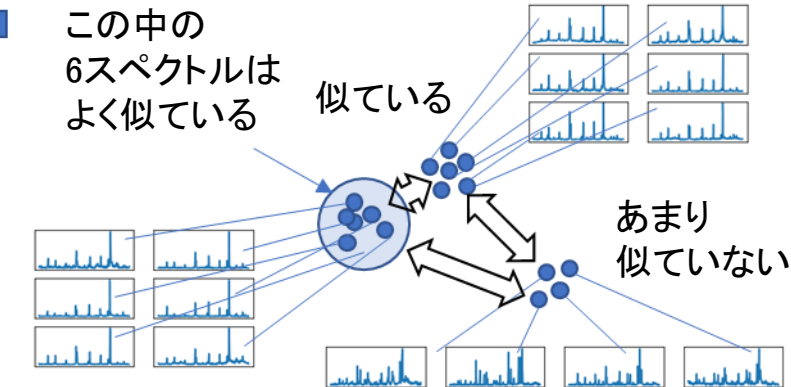 この中の
6スペクトルは
よく似ている
似ている
あまり
似ていない